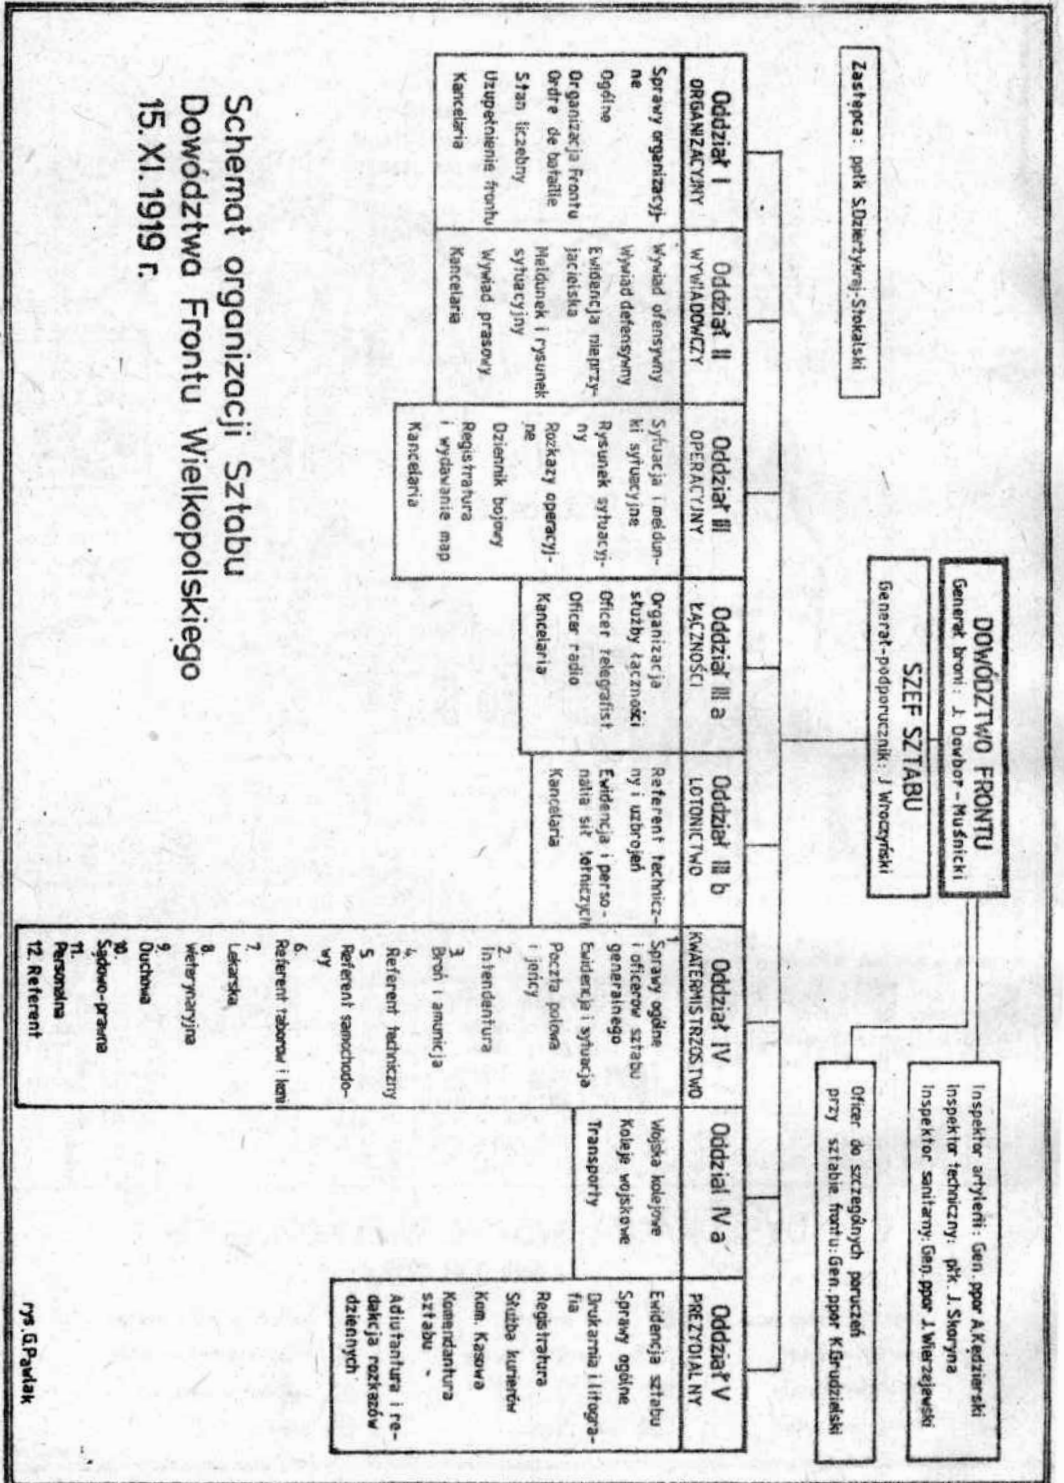 DOWÓDZTWO FRONTU
Generał broni: J. Dowbor-Muśnicki
SZEF SZTABU
Generał-podporucznik: J Wroczyński
Zastępca: ppłk S.Dzierżykraj-Stokalski
Inspektor artylerii: Gen. ppor A.Kędzierski
Inspektor techniczny: płk. J. Skoryna
Inspektor sanitarny: Gen. ppor J.Wierzejewski
Oficer do szczególnych poruczeń
przy sztabie frontu: Gen. ppor K.Grudzielski
Oddział I
ORGANIZACYJNY
Sprawy organizacyj-
ne
Ogólne
Organizacja Frontu
Ordre de bataille
Stan liczebny
Uzupełnienie frontu
Kancelaria
Oddział II
WYWIADOWCZY
Wywiad ofensywny
Wywiad defensywny
Ewidencja nieprzy-
jacielska
Meldunek i rysunek
sytuacyjny
Wywiad prasowy
Kancelaria
Oddział III
OPERACYJNY
Sytuacja i meldun-
ki sytuacyjne
Rysunek sytuacyj-
ny
Rozkazy operacyj-
ne
Dziennik bojowy
Registratura
i wydawanie map
Kancelaria
Oddział III a
ŁĄCZNOŚCI
Organizacja
służby łączności
Oficer telegrafist.
Oficer radio
Kancelaria
Oddział III b
LOTONICTWO
Referent technicz-
ny i uzbrojeń
Ewidencja i perso-
nalia sił lotniczych
Kancelaria
Oddział IV
KWATERMISTRZOSTWO
1
Sprawy ogólne
i oficerów sztabu
generalnego
Ewidencja i sytuacja
Poczta polowa
i jeńcy
2.
Intendentura
3
Broń i amunicja
4.
Referent techniczny
5
Referent samochodo-
wy
6.
Referent taborów i koni
7.
Lekarska
8.
Weterynaryjna
9.
Duchowa
10.
Sądowo-prawna
11.
Personalna
12. Referent
Oddział IV a
Wojska kolejowe
Koleje wojskowe
Transporty
Oddział V
PREZYDIALNY
Ewidencja sztabu
Sprawy ogólne
Drukarnia i litogra-
fia
Registratura
Służba kurierów
Kom. Kasowa
Komendantura
sztabu
Adiutantura i re-
dakcja rozkazów
dziennych
Schemat organizacji Sztabu
Dowództwa Frontu Wielkopolskiego
15. XI. 1919 r.
rys. G.Pawlak